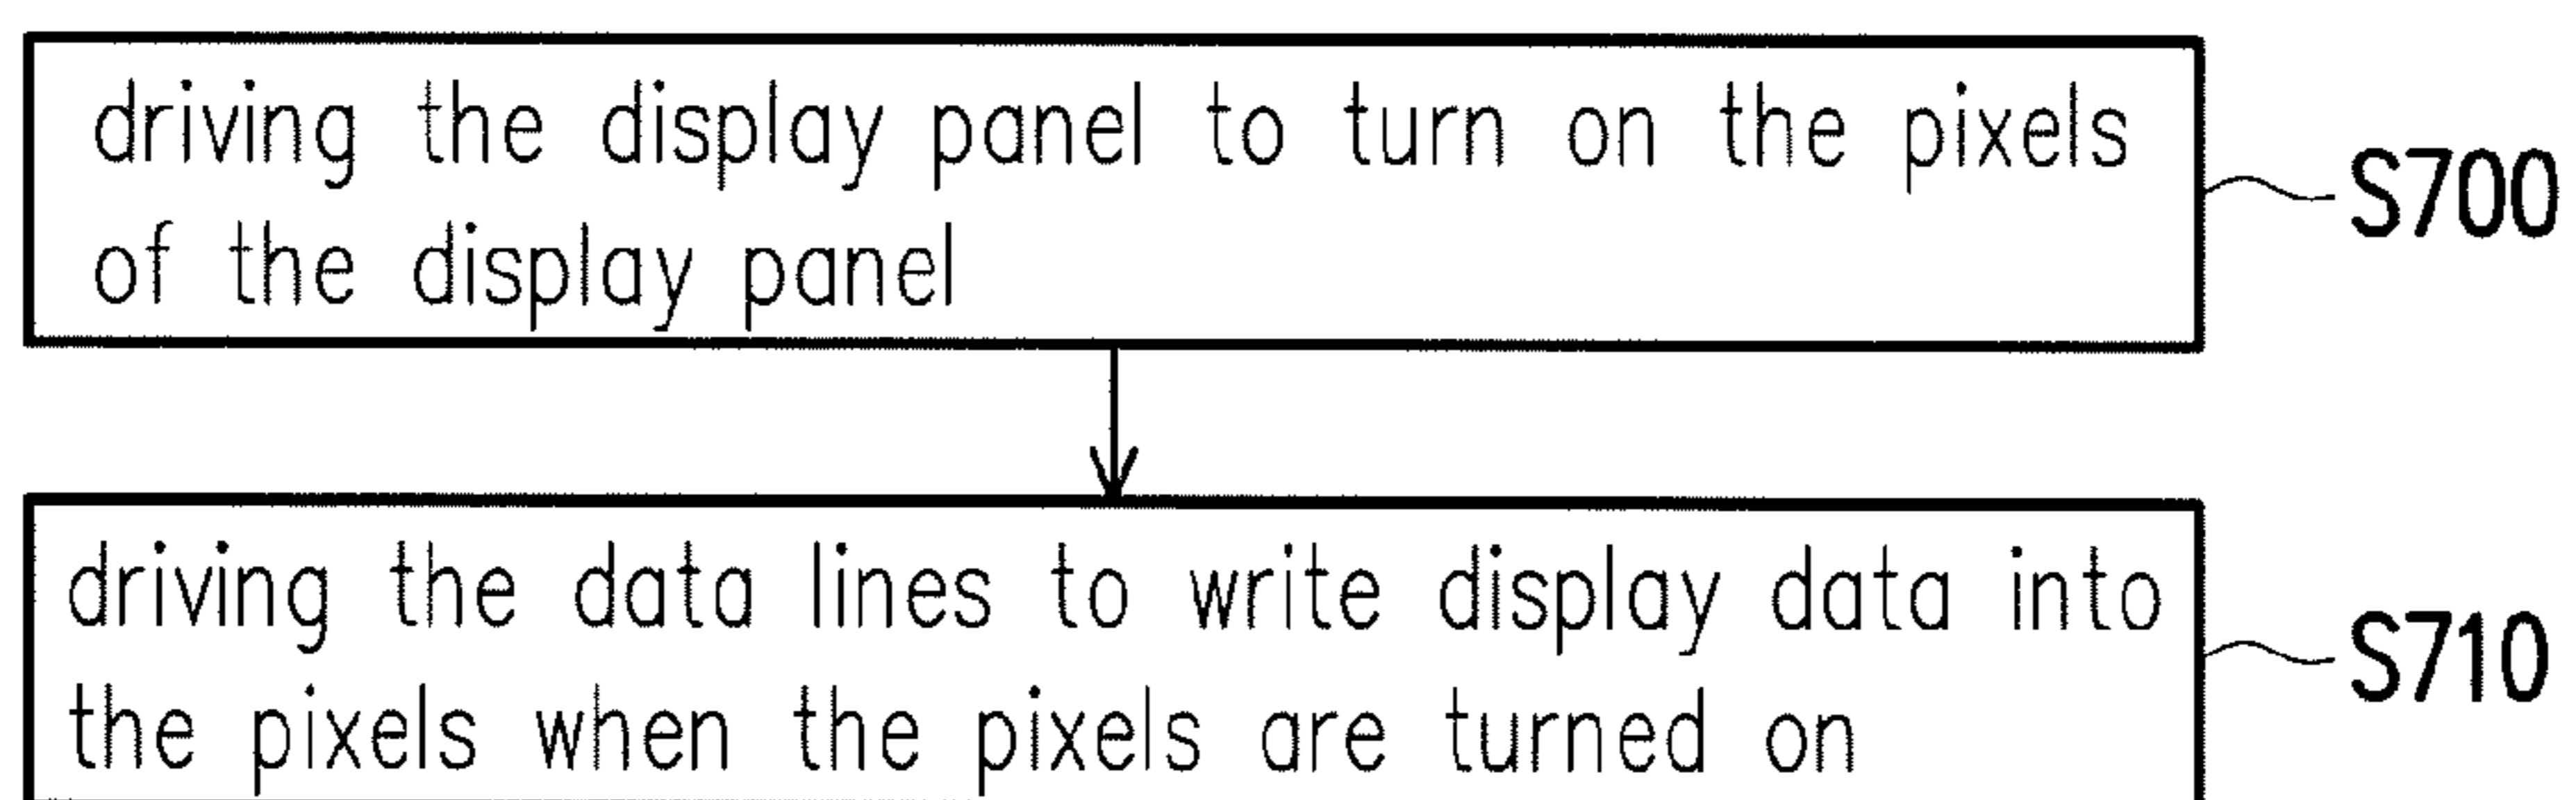 driving the display panel to turn on the pixels
of the display panel
S700
driving the data lines to write display data into
the pixels when the pixels are turned on
S710